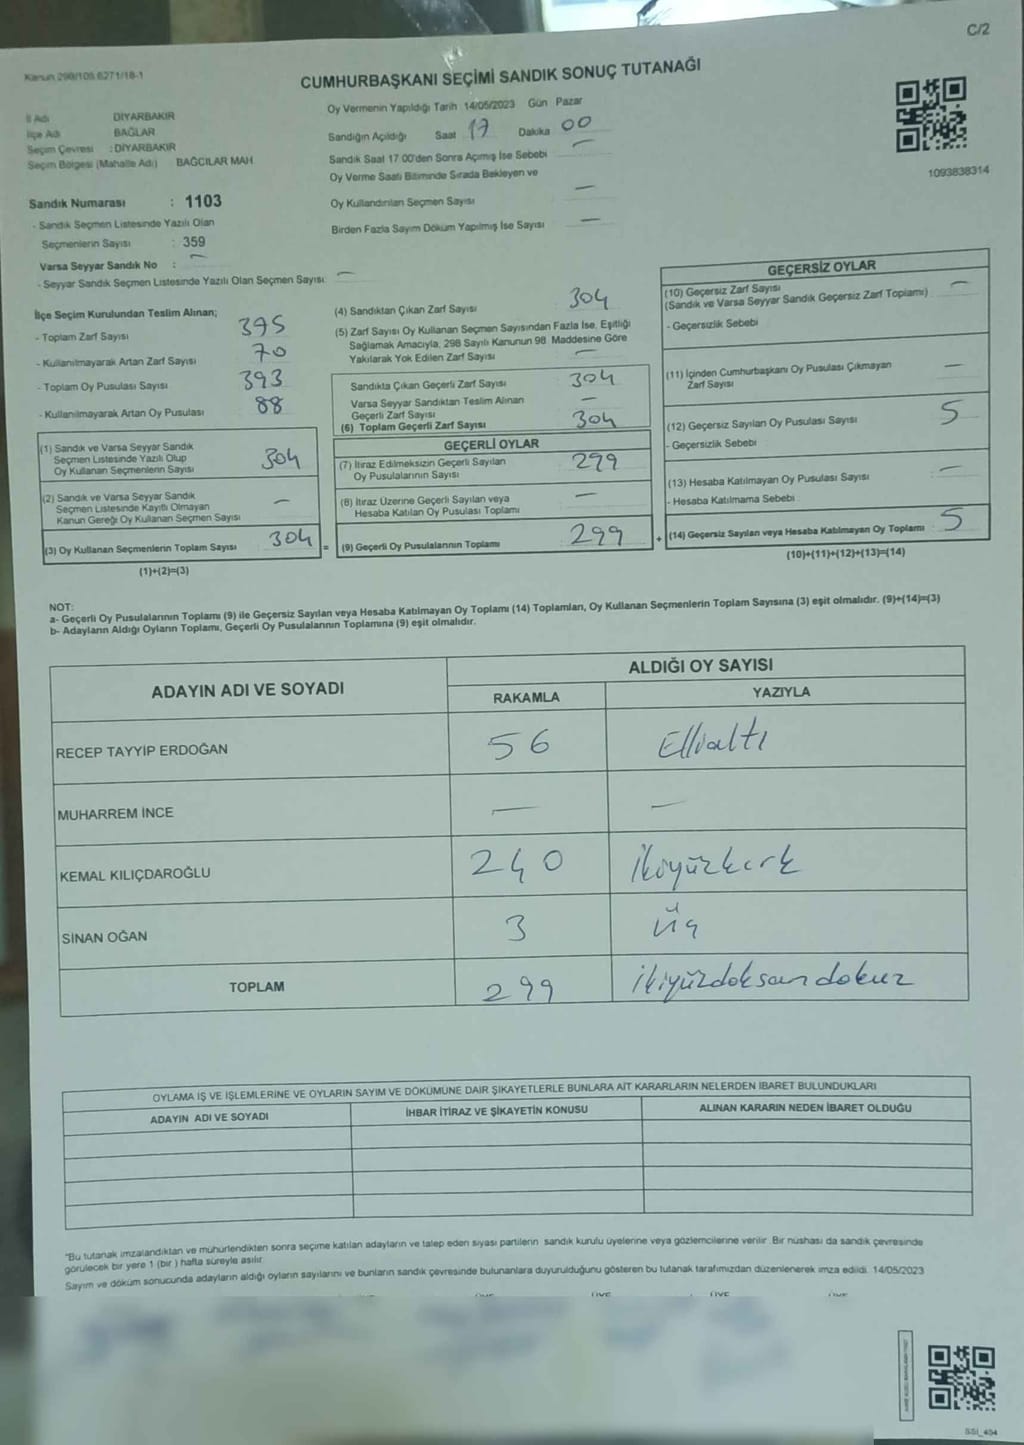 C/2
Kanun 298/105.6271/18-1
CUMHURBAŞKANI SEÇİMİ SANDIK SONUÇ TUTANAĞI
İl Adı DİYARBAKIR
İlçe Adı BAĞLAR
Seçim Çevresi : DİYARBAKIR
Seçim Bölgesi (Mahalle Adı) BAĞCILAR MAH
Oy Vermenin Yapıldığı Tarih 14/05/2023 Gün Pazar
Sandığın Açıldığı Saat 17 Dakika 00
Sandık Saat 17:00'den Sonra Açımış İse Sebebi —
Oy Verme Saati Bitiminde Sırada Bekleyen ve
Oy Kullandırılan Seçmen Sayısı —
Birden Fazla Sayım Döküm Yapılmış İse Sayısı —
1093838314
Sandık Numarası : 1103
- Sandık Seçmen Listesinde Yazılı Olan
Seçmenlerin Sayısı : 359
Varsa Seyyar Sandık No : —
- Seyyar Sandık Seçmen Listesinde Yazılı Olan Seçmen Sayısı: —
İlçe Seçim Kurulundan Teslim Alınan;
- Toplam Zarf Sayısı 395
- Kullanılmayarak Artan Zarf Sayısı 70
- Toplam Oy Pusulası Sayısı 393
- Kullanılmayarak Artan Oy Pusulası 88
(1) Sandık ve Varsa Seyyar Sandık
Seçmen Listesinde Yazılı Olup
Oy Kullanan Seçmenlerin Sayısı 304
(2) Sandık ve Varsa Seyyar Sandık
Seçmen Listesinde Kayıtlı Olmayan
Kanun Gereği Oy Kullanan Seçmen Sayısı —
(3) Oy Kullanan Seçmenlerin Toplam Sayısı 304 =
(1)+(2)=(3)
(4) Sandıktan Çıkan Zarf Sayısı 304
(5) Zarf Sayısı Oy Kullanan Seçmen Sayısından Fazla İse, Eşitliği
Sağlamak Amacıyla, 298 Sayılı Kanunun 98. Maddesine Göre
Yakılarak Yok Edilen Zarf Sayısı —
Sandıkta Çıkan Geçerli Zarf Sayısı 304
Varsa Seyyar Sandıktan Teslim Alınan
Geçerli Zarf Sayısı —
(6) Toplam Geçerli Zarf Sayısı 304
GEÇERLİ OYLAR
(7) İtiraz Edilmeksizin Geçerli Sayılan
Oy Pusulalarının Sayısı 299
(8) İtiraz Üzerine Geçerli Sayılan veya
Hesaba Katılan Oy Pusulası Toplamı —
(9) Geçerli Oy Pusulalarının Toplamı 299 +
GEÇERSİZ OYLAR
(10) Geçersiz Zarf Sayısı —
(Sandık ve Varsa Seyyar Sandık Geçersiz Zarf Toplamı)
- Geçersizlik Sebebi
(11) İçinden Cumhurbaşkanı Oy Pusulası Çıkmayan
Zarf Sayısı —
(12) Geçersiz Sayılan Oy Pusulası Sayısı 5
- Geçersizlik Sebebi
(13) Hesaba Katılmayan Oy Pusulası Sayısı —
- Hesaba Katılmama Sebebi
(14) Geçersiz Sayılan veya Hesaba Katılmayan Oy Toplamı 5
(10)+(11)+(12)+(13)=(14)
NOT:
a- Geçerli Oy Pusulalarının Toplamı (9) ile Geçersiz Sayılan veya Hesaba Katılmayan Oy Toplamı (14) Toplamları, Oy Kullanan Seçmenlerin Toplam Sayısına (3) eşit olmalıdır. (9)+(14)=(3)
b- Adayların Aldığı Oyların Toplamı, Geçerli Oy Pusulalarının Toplamına (9) eşit olmalıdır.
ADAYIN ADI VE SOYADI ALDIĞI OY SAYISI
RAKAMLA YAZIYLA
RECEP TAYYİP ERDOĞAN 56 Ellialtı
MUHARREM İNCE — —
KEMAL KILIÇDAROĞLU 240 İkiyüzkırk
SİNAN OĞAN 3 Üç
TOPLAM 299 ikiyüzdoksandokuz
OYLAMA İŞ VE İŞLEMLERİNE VE OYLARIN SAYIM VE DÖKÜMÜNE DAİR ŞİKAYETLERLE BUNLARA AİT KARARLARIN NELERDEN İBARET BULUNDUKLARI
ADAYIN ADI VE SOYADI İHBAR İTİRAZ VE ŞİKAYETİN KONUSU ALINAN KARARIN NEDEN İBARET OLDUĞU
"Bu tutanak imzalandıktan ve mühürlendikten sonra seçime katılan adayların ve talep eden siyasi partilerin sandık kurulu üyelerine veya gözlemcilerine verilir. Bir nüshası da sandık çevresinde
görülecek bir yere 1 (bir) hafta süreyle asılır.
Sayım ve döküm sonucunda adayların aldığı oyların sayılarını ve bunların sandık çevresinde bulunanlara duyurulduğunu gösteren bu tutanak tarafımızdan düzenlenerek imza edildi. 14/05/2023
ÜYE ÜYE ÜYE ÜYE
SSİ_454